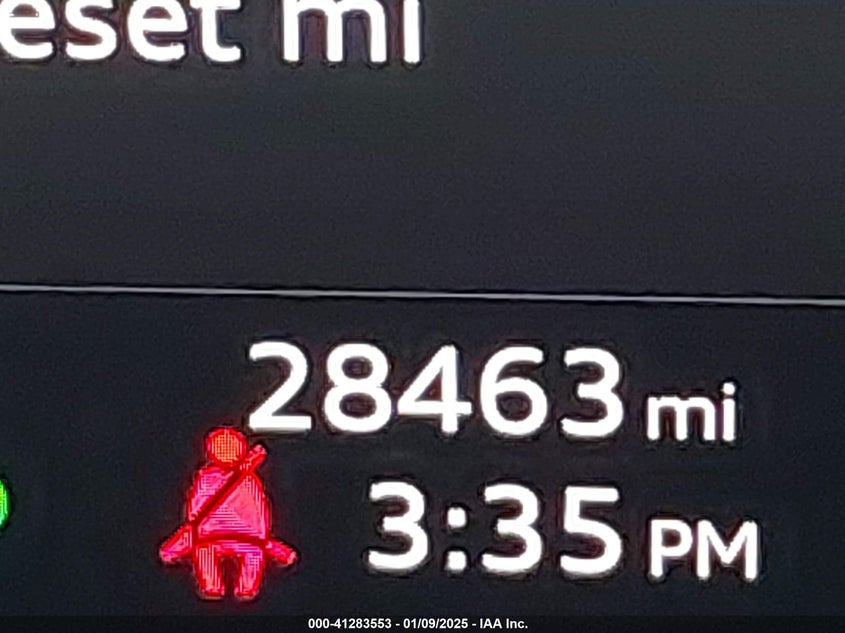 eset mi
28463 mi
3:35 PM
000-41283553 - 01/09/2025 - IAA Inc.